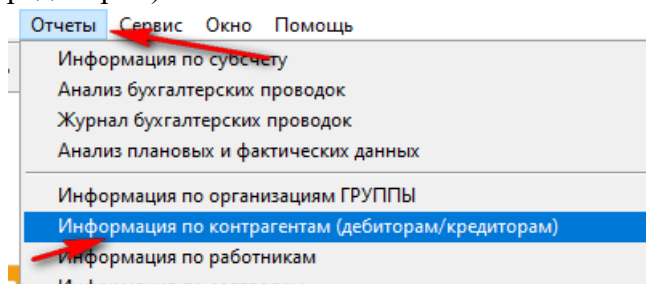 Отчеты Сервис Окно Помощь
Информация по субсчету
Анализ бухгалтерских проводок
Журнал бухгалтерских проводок
Анализ плановых и фактических данных
Информация по организациям ГРУППЫ
Информация по контрагентам (дебиторам/кредиторам)
Информация по работникам